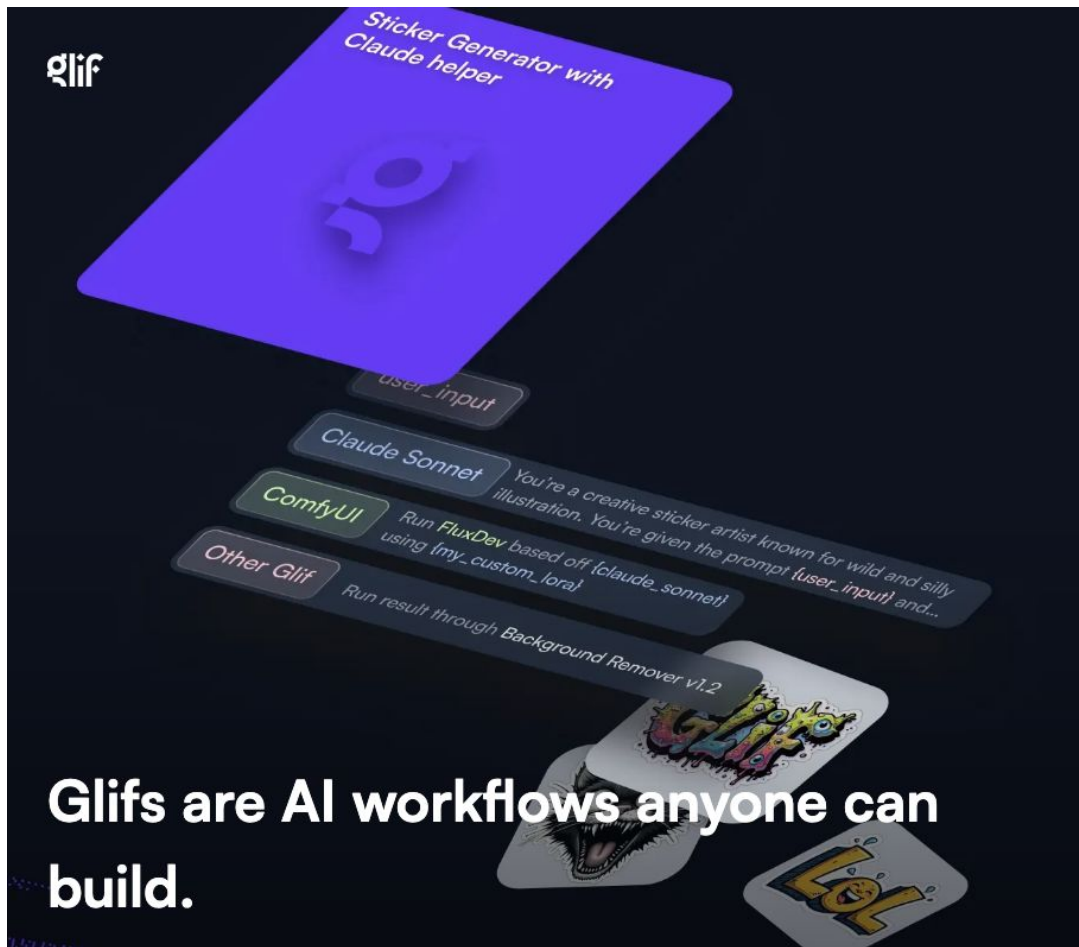 glif
Sticker Generator with
Claude helper
user_input
Claude Sonnet
You're a creative sticker artist known for wild and silly
illustration. You're given the prompt {user_input} and...
ComfyUI
Run FluxDev based off {claude_sonnet}
using {my_custom_lora}
Other Glif
Run result through Background Remover v1.2
GLif
Glifs are AI workflows anyone can
build.
LOL